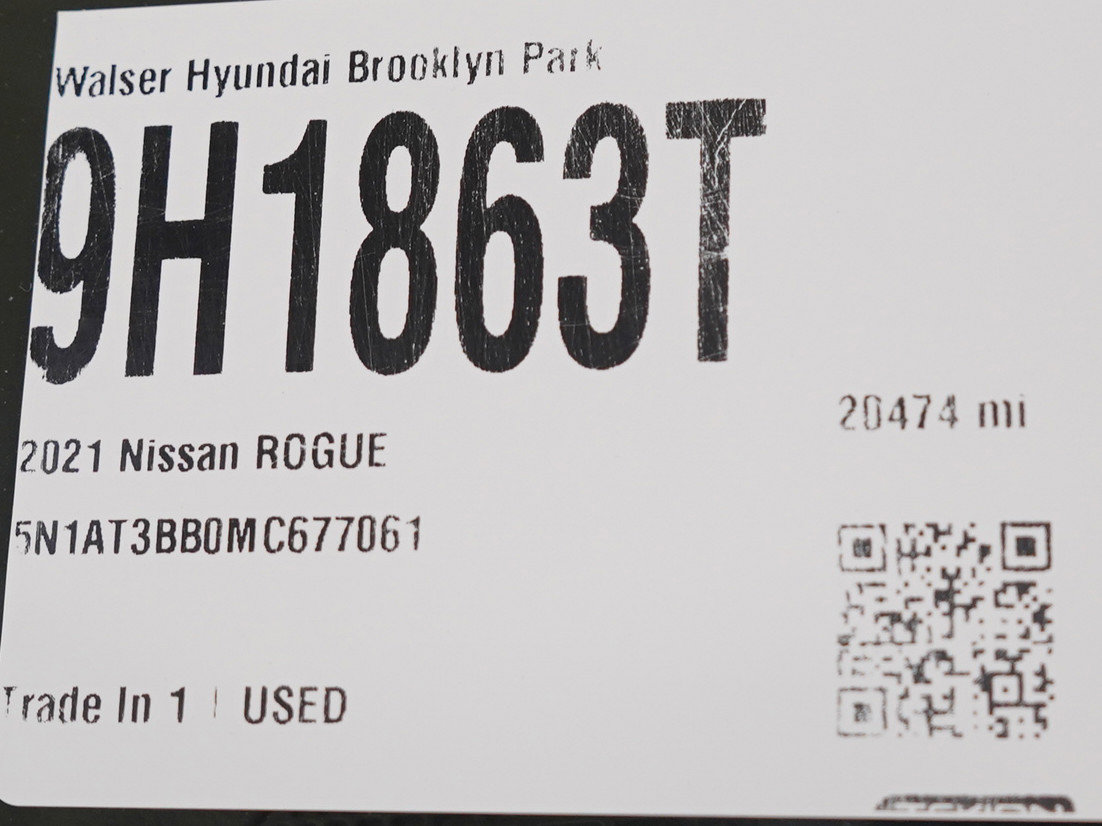 Walser Hyundai Brooklyn Park
9H1863T
20474 mi
2021 Nissan ROGUE
5N1AT3BB0MC677061
Trade In 1 | USED